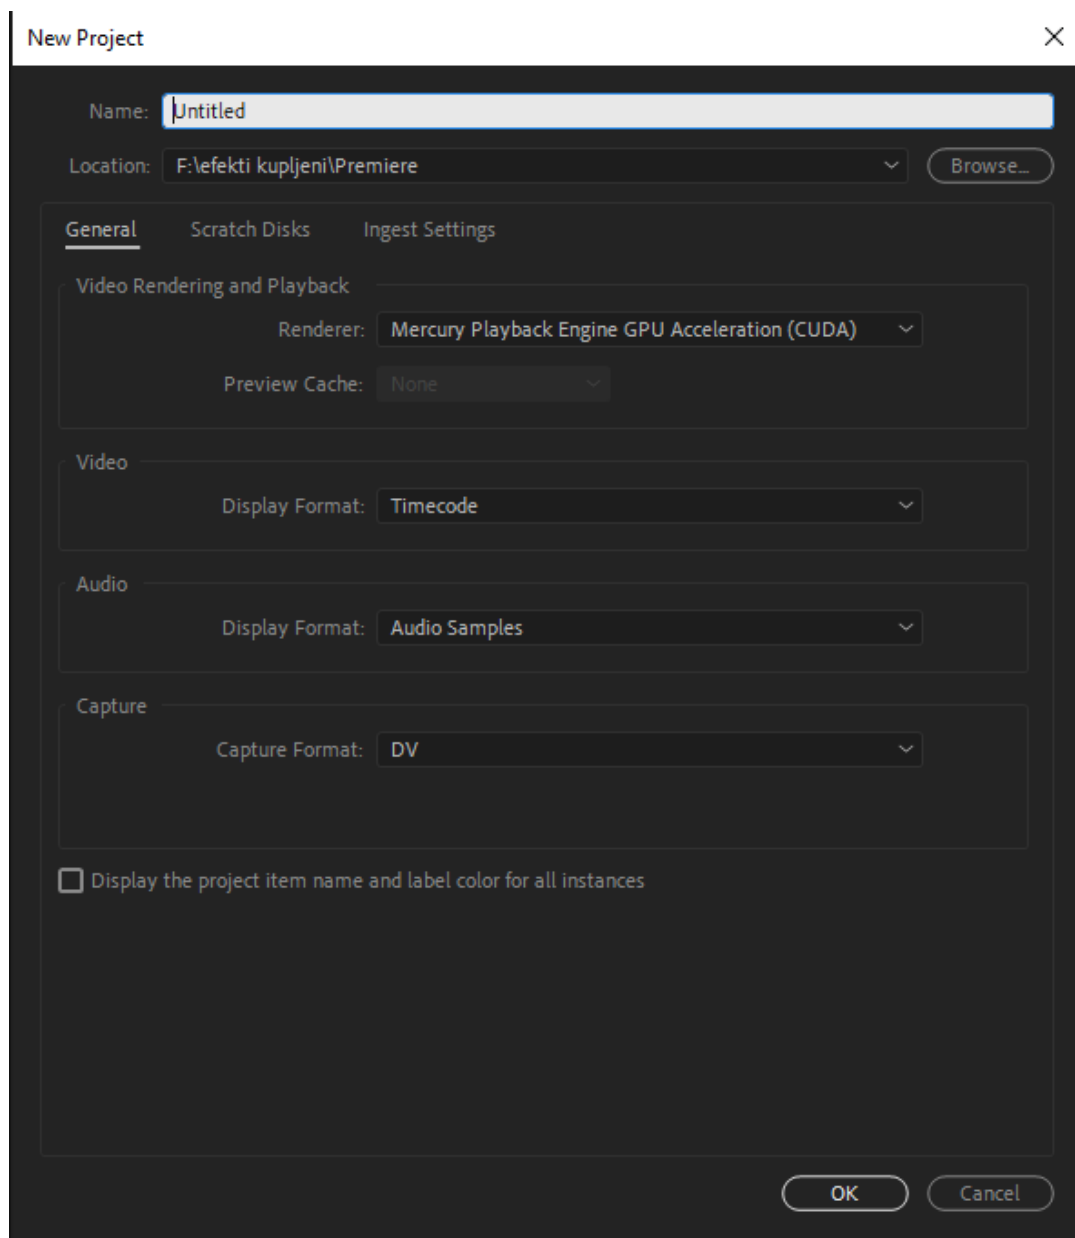 New Project
Name: Untitled
Location: F:\efekti kupljeni\Premiere Browse...
General Scratch Disks Ingest Settings
Video Rendering and Playback
Renderer: Mercury Playback Engine GPU Acceleration (CUDA)
Preview Cache: None
Video
Display Format: Timecode
Audio
Display Format: Audio Samples
Capture
Capture Format: DV
Display the project item name and label color for all instances
OK Cancel